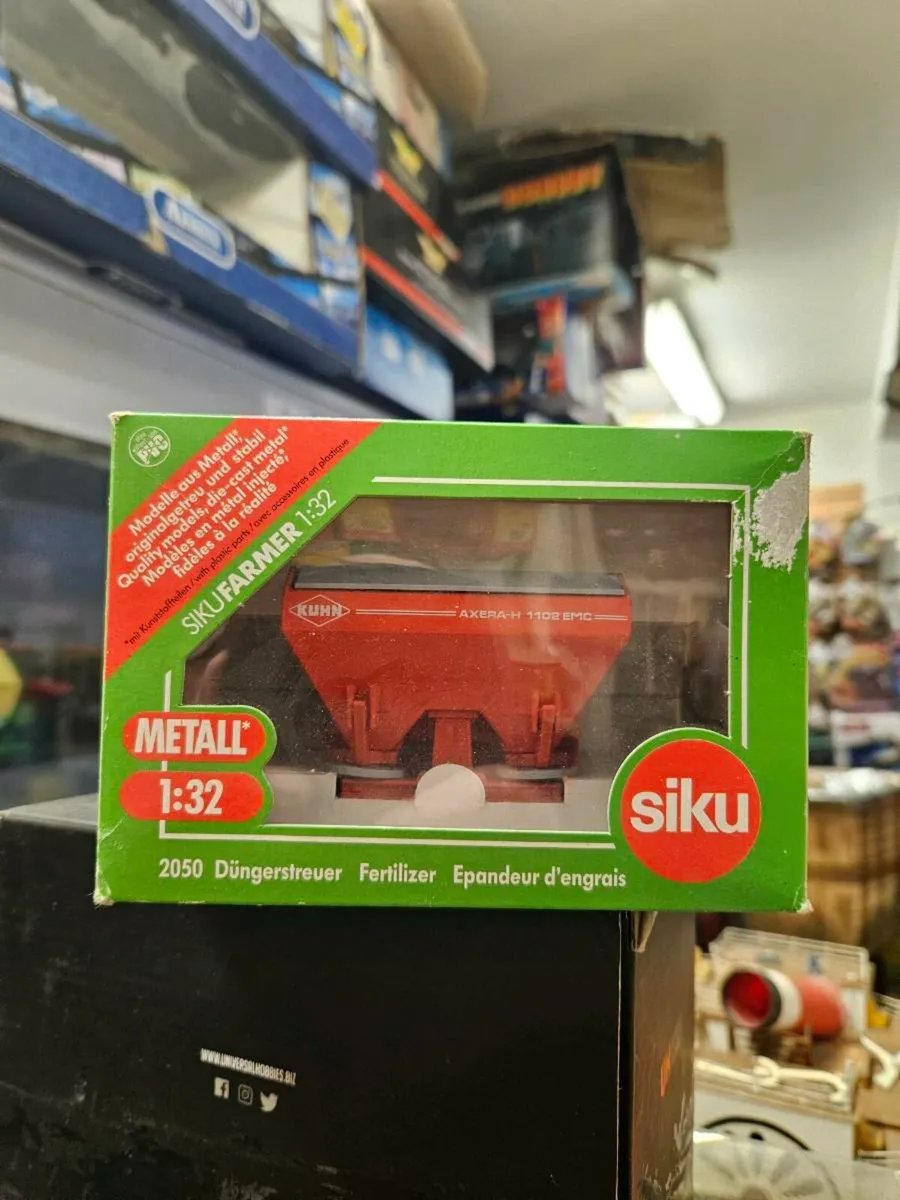 Modelle aus Metall*,
originalgetreu und stabil
Quality models, die-cast metal*
Modèles en métal injecté,*
fidèles à la réalité
*mit Kunststoffteilen / with plastic parts / avec accessoires en plastique
SIKUFARMER 1:32
KUHN
AXERA-H 1102 EMC
METALL*
1:32
siku
2050 Düngerstreuer Fertilizer Epandeur d'engrais
WWW.UNIVERSALHOBBIES.BIZ